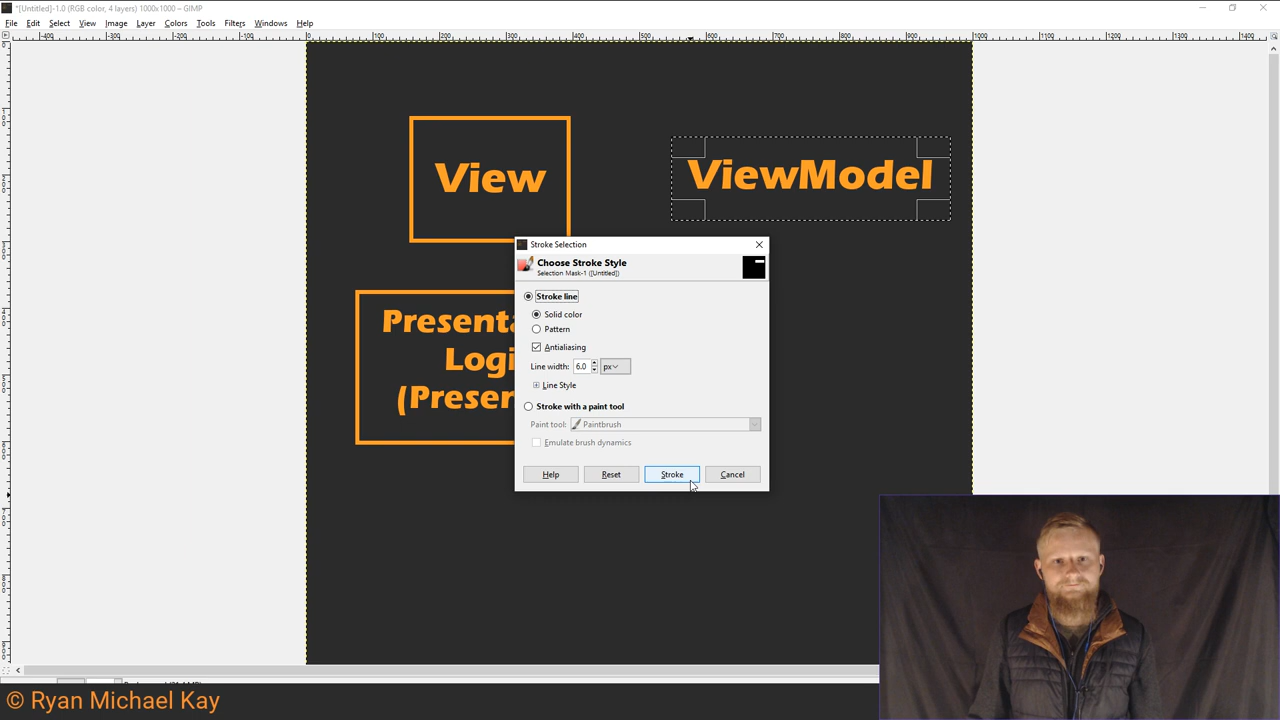 *[Untitled]-1.0 (RGB color, 4 layers) 1000x1000 – GIMP
File Edit Select View Image Layer Colors Tools Filters Windows Help
View
ViewModel
Stroke Selection
Choose Stroke Style
Selection Mask-1 ([Untitled])
Stroke line
Solid color
Pattern
Antialiasing
Line width: 6.0 px
Line Style
Stroke with a paint tool
Paint tool: Paintbrush
Emulate brush dynamics
Help Reset Stroke Cancel
Presenta
Logi
(Presen
© Ryan Michael Kay